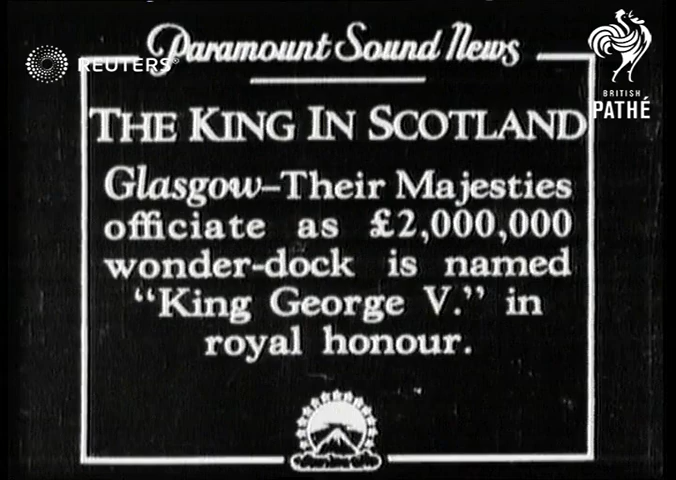 Paramount Sound News
REUTERS®
BRITISH
PATHÉ
THE KING IN SCOTLAND
Glasgow–Their Majesties
officiate as £2,000,000
wonder-dock is named
"King George V." in
royal honour.